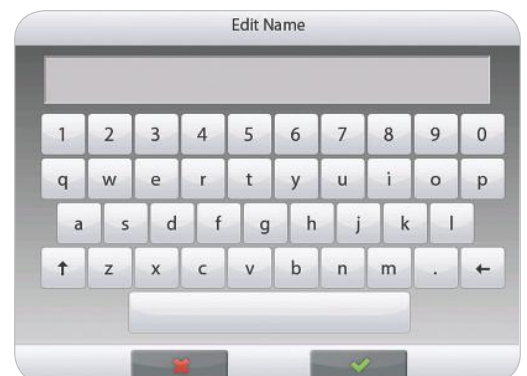 Edit Name
1 2 3 4 5 6 7 8 9 0
q w e r t y u i o p
a s d f g h j k l
↑ z x c v b n m . ←